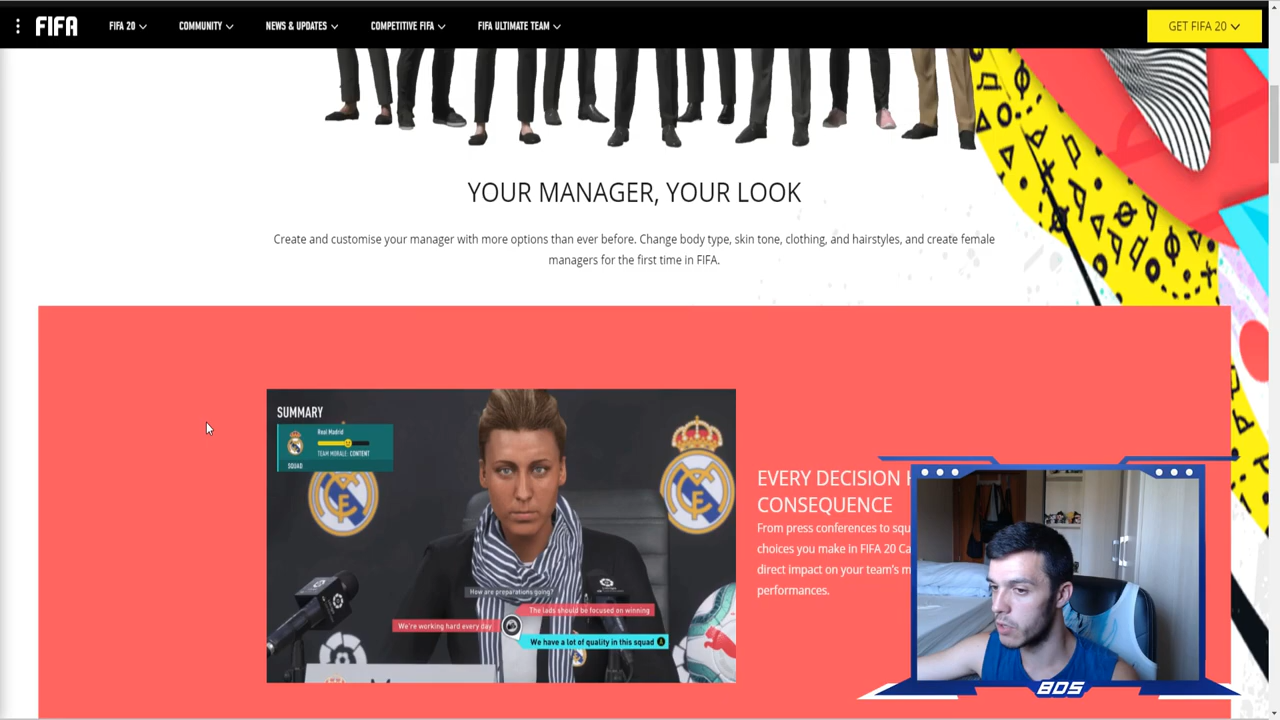 FIFA
FIFA 20
COMMUNITY
NEWS & UPDATES
COMPETITIVE FIFA
FIFA ULTIMATE TEAM
GET FIFA 20
YOUR MANAGER, YOUR LOOK
Create and customise your manager with more options than ever before. Change body type, skin tone, clothing, and hairstyles, and create female
managers for the first time in FIFA.
SUMMARY
Real Madrid
TEAM MORALE: CONTENT
SQUAD
How are preparations going?
The lads should be focused on winning
We're working hard every day
We have a lot of quality in this squad A
EVERY DECISION
CONSEQUENCE
From press conferences to
choices you make in FIFA 20
direct impact on your team's
performances.
BDS